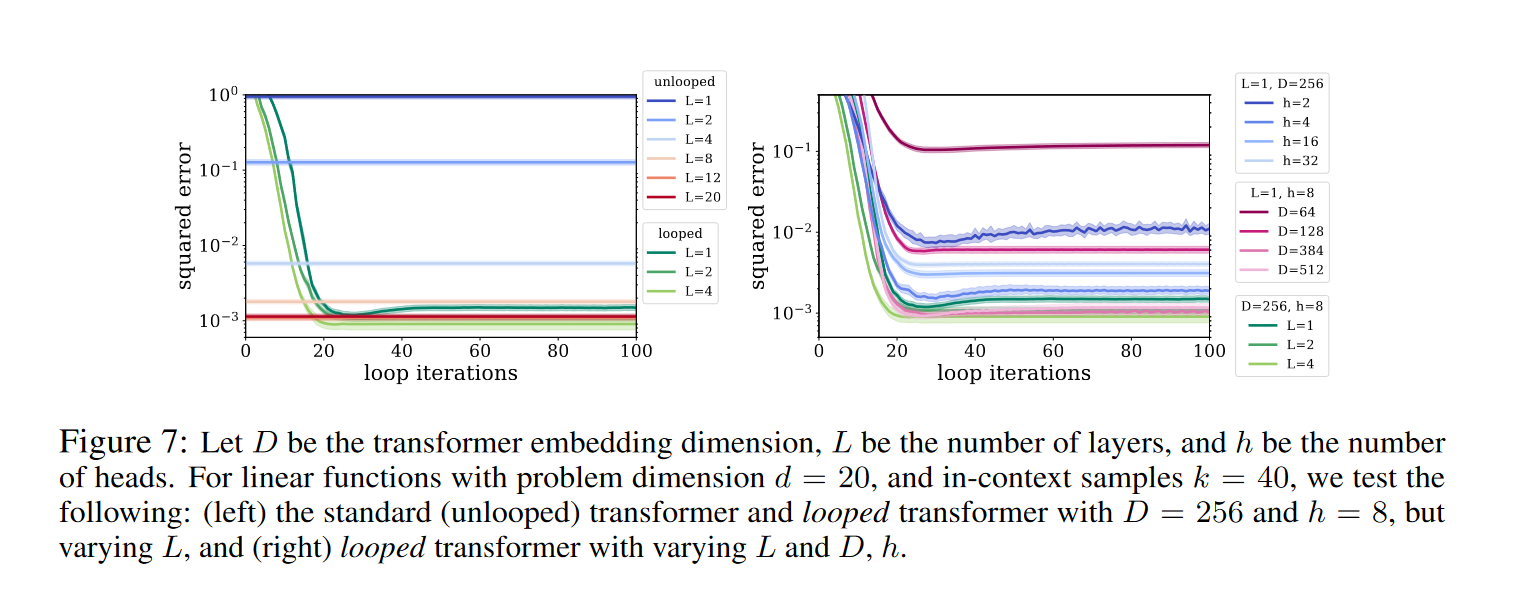 squared error
10⁰
10⁻¹
10⁻²
10⁻³
0 20 40 60 80 100
loop iterations
unlooped
L=1
L=2
L=4
L=8
L=12
L=20
looped
L=1
L=2
L=4
squared error
10⁻¹
10⁻²
10⁻³
0 20 40 60 80 100
loop iterations
L=1, D=256
h=2
h=4
h=16
h=32
L=1, h=8
D=64
D=128
D=384
D=512
D=256, h=8
L=1
L=2
L=4
Figure 7: Let D be the transformer embedding dimension, L be the number of layers, and h be the number
of heads. For linear functions with problem dimension d = 20, and in-context samples k = 40, we test the
following: (left) the standard (unlooped) transformer and looped transformer with D = 256 and h = 8, but
varying L, and (right) looped transformer with varying L and D, h.